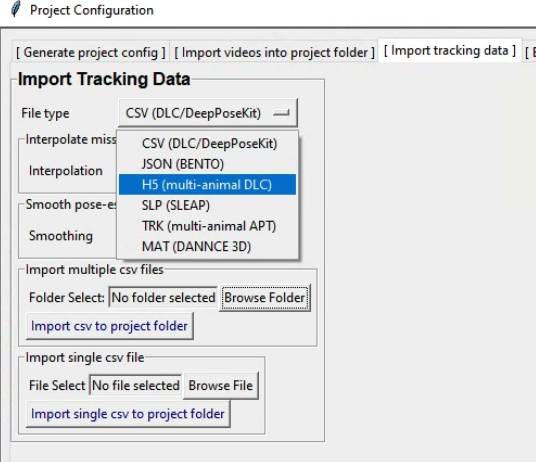 Project Configuration
[ Generate project config ] [ Import videos into project folder ] [ Import tracking data ] [
Import Tracking Data
File type CSV (DLC/DeepPoseKit)
CSV (DLC/DeepPoseKit)
JSON (BENTO)
H5 (multi-animal DLC)
SLP (SLEAP)
TRK (multi-animal APT)
MAT (DANNCE 3D)
Interpolate miss
Interpolation
Smooth pose-es
Smoothing
Import multiple csv files
Folder Select: No folder selected Browse Folder
Import csv to project folder
Import single csv file
File Select No file selected Browse File
Import single csv to project folder